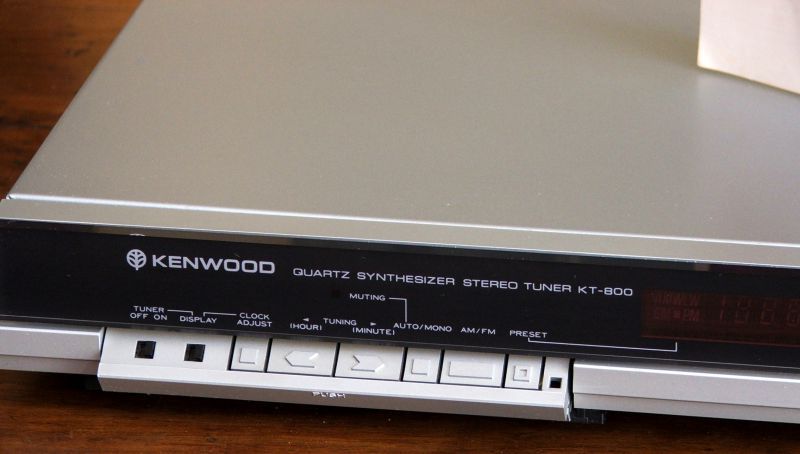 KENWOOD QUARTZ SYNTHESIZER STEREO TUNER KT-800
MUTING
TUNER
OFF ON DISPLAY CLOCK
ADJUST
◄ TUNING ►
(HOUR) (MINUTE) AUTO/MONO AM/FM PRESET
PUSH